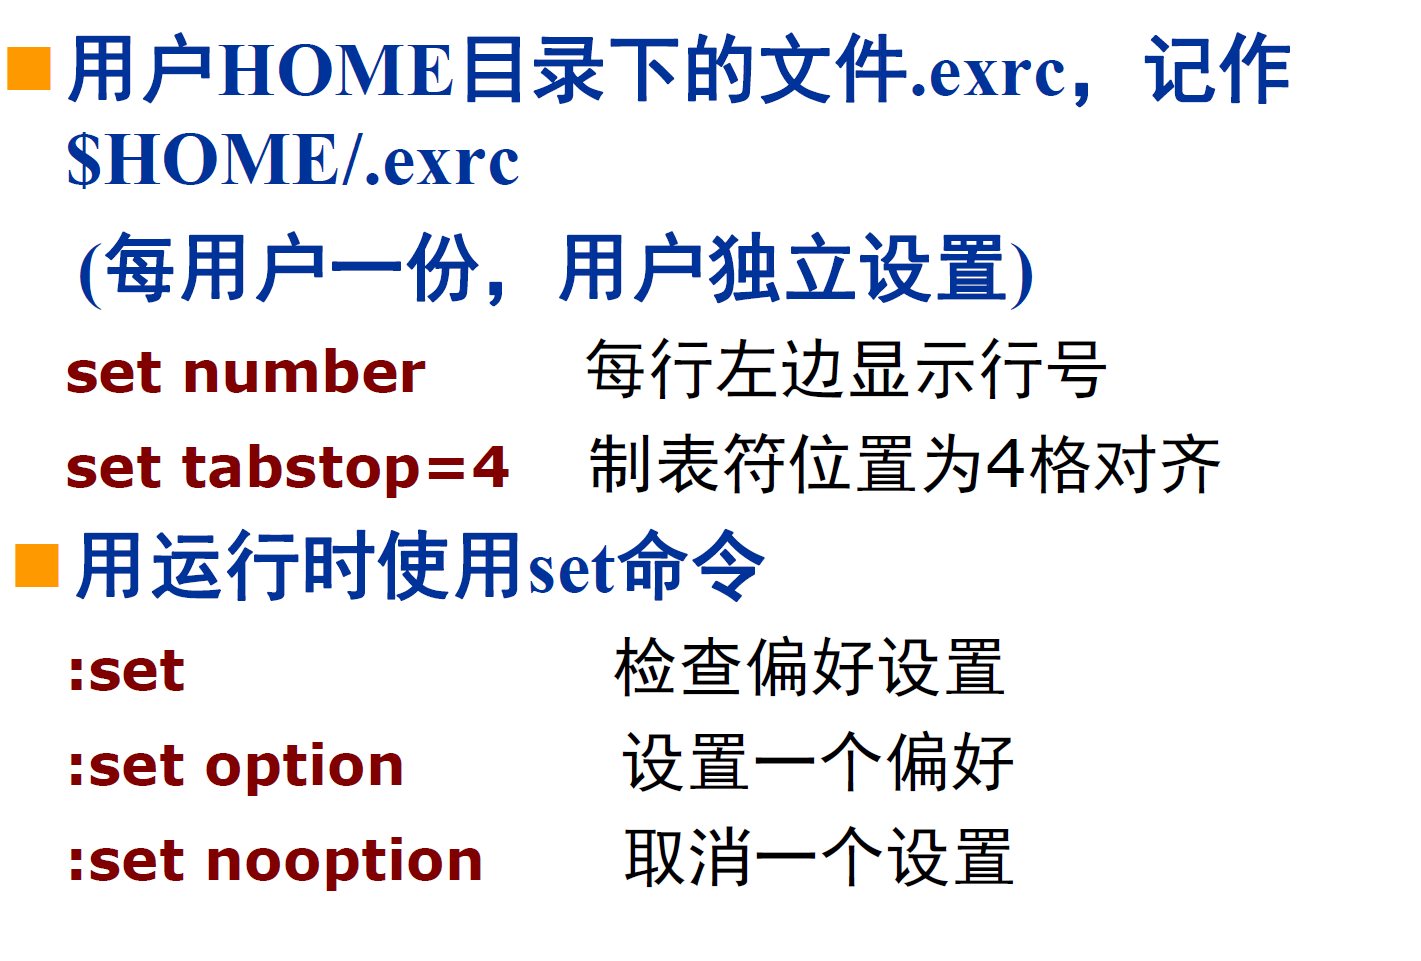 用户HOME目录下的文件.exrc，记作
$HOME/.exrc
(每用户一份，用户独立设置)
set number 每行左边显示行号
set tabstop=4 制表符位置为4格对齐
用运行时使用set命令
:set 检查偏好设置
:set option 设置一个偏好
:set nooption 取消一个设置